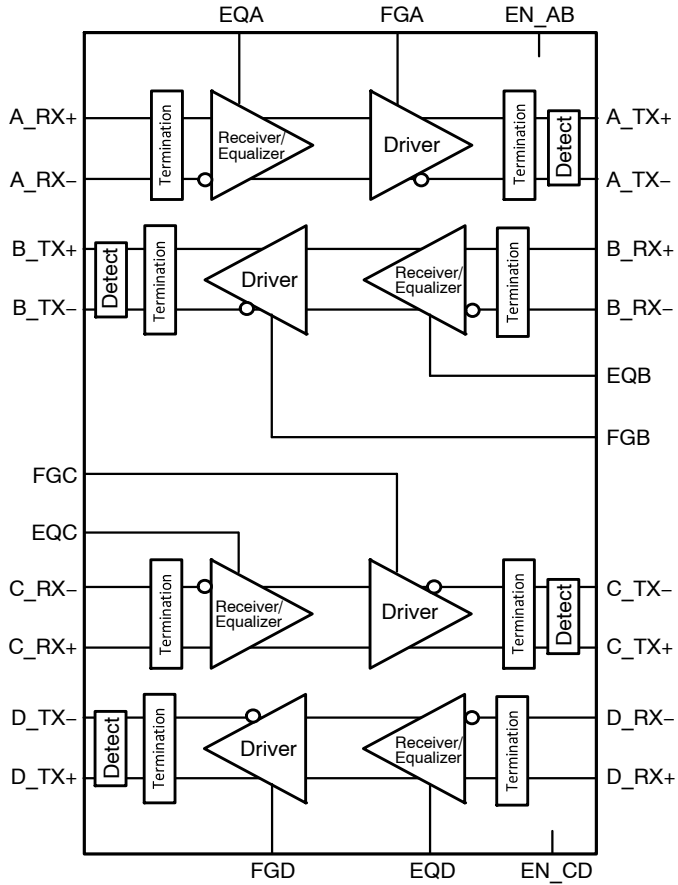 EQA
FGA
EN_AB
A_RX+
Termination
Receiver/
Equalizer
Driver
Termination
Detect
A_TX+
A_RX−
A_TX−
B_TX+
Detect
Termination
Driver
Receiver/
Equalizer
Termination
B_RX+
B_TX−
B_RX−
EQB
FGB
FGC
EQC
C_RX−
Termination
Receiver/
Equalizer
Driver
Termination
Detect
C_TX−
C_RX+
C_TX+
D_TX−
Detect
Termination
Driver
Receiver/
Equalizer
Termination
D_RX−
D_TX+
D_RX+
FGD
EQD
EN_CD